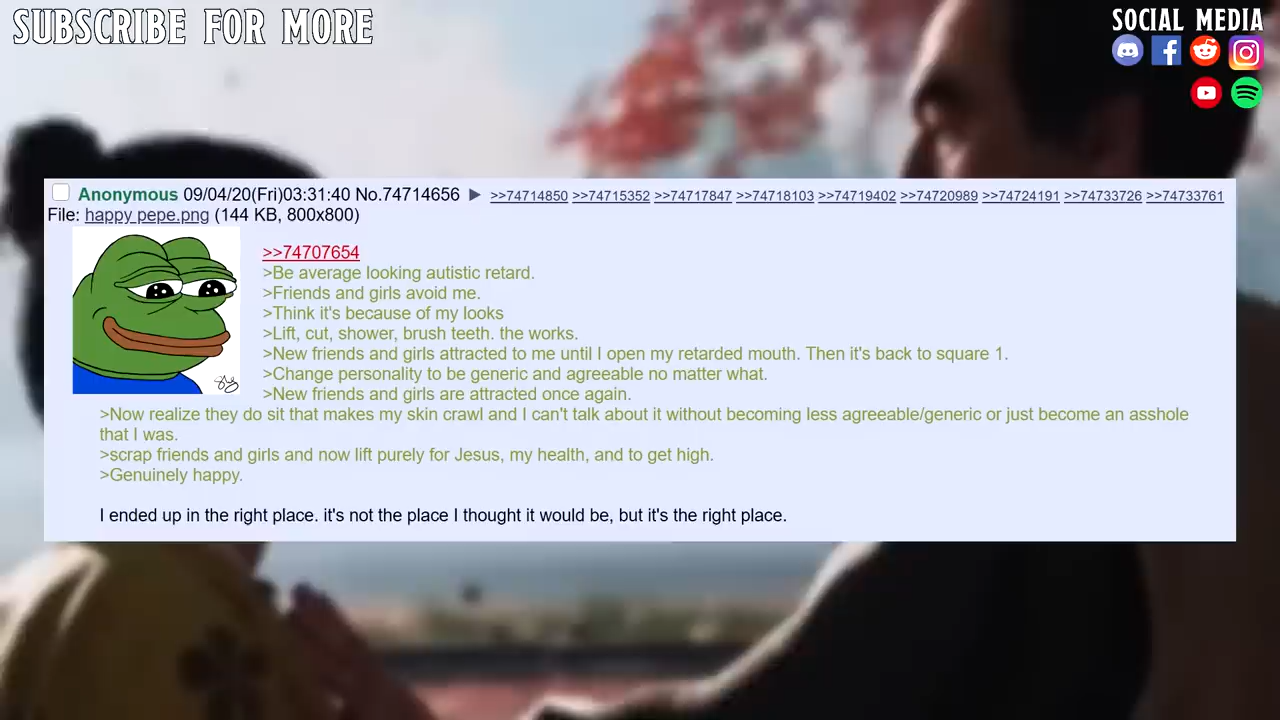 SUBSCRIBE FOR MORE
SOCIAL MEDIA
Anonymous 09/04/20(Fri)03:31:40 No.74714656 ▶ >>74714850 >>74715352 >>74717847 >>74718103 >>74719402 >>74720989 >>74724191 >>74733726 >>74733761
File: happy pepe.png (144 KB, 800x800)
>>74707654
>Be average looking autistic retard.
>Friends and girls avoid me.
>Think it's because of my looks
>Lift, cut, shower, brush teeth. the works.
>New friends and girls attracted to me until I open my retarded mouth. Then it's back to square 1.
>Change personality to be generic and agreeable no matter what.
>New friends and girls are attracted once again.
>Now realize they do sit that makes my skin crawl and I can't talk about it without becoming less agreeable/generic or just become an asshole
that I was.
>scrap friends and girls and now lift purely for Jesus, my health, and to get high.
>Genuinely happy.
I ended up in the right place. it's not the place I thought it would be, but it's the right place.